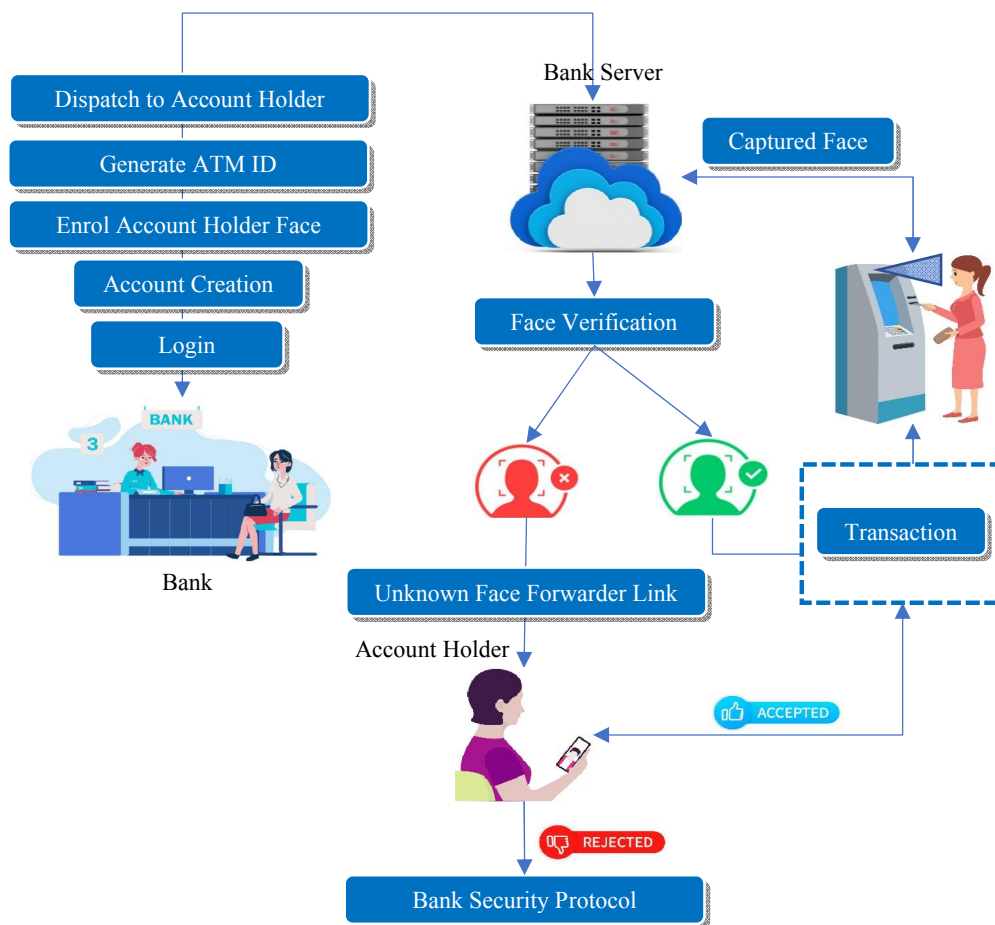 Bank Server
Dispatch to Account Holder
Captured Face
Generate ATM ID
Enrol Account Holder Face
Account Creation
Face Verification
Login
BANK
3
Transaction
Bank
Unknown Face Forwarder Link
Account Holder
ACCEPTED
REJECTED
Bank Security Protocol